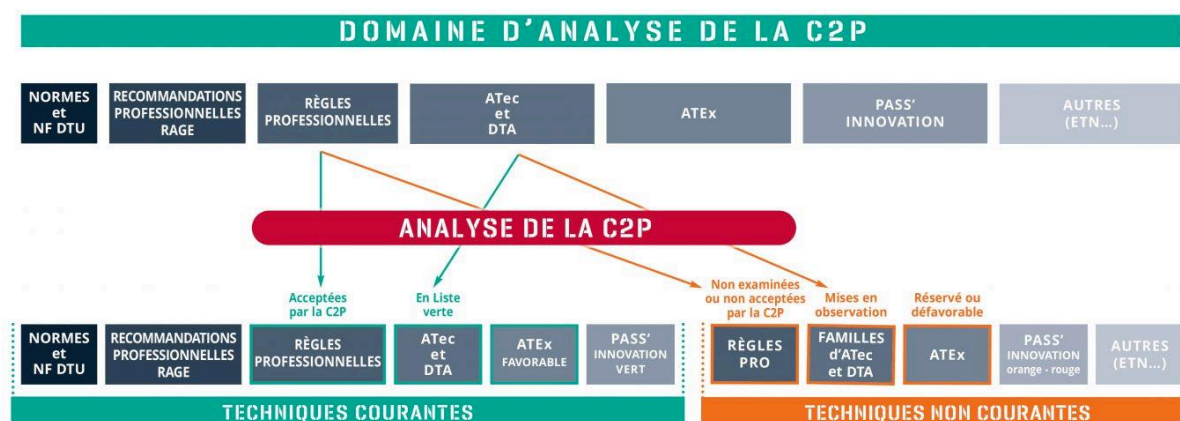 DOMAINE D'ANALYSE DE LA C2P
NORMES
et
NF DTU
RECOMMANDATIONS
PROFESSIONNELLES
RAGE
RÈGLES
PROFESSIONNELLES
ATec
et
DTA
ATEx
PASS'
INNOVATION
AUTRES
(ETN...)
ANALYSE DE LA C2P
Acceptées
par la C2P
En Liste
verte
Non examinées
ou non acceptées
par la C2P
Mises en
observation
Réservé ou
défavorable
NORMES
et
NF DTU
RECOMMANDATIONS
PROFESSIONNELLES
RAGE
RÈGLES
PROFESSIONNELLES
ATec
et
DTA
ATEx
FAVORABLE
PASS'
INNOVATION
VERT
RÈGLES
PRO
FAMILLES
d'ATec
et DTA
ATEx
PASS'
INNOVATION
orange - rouge
AUTRES
(ETN...)
TECHNIQUES COURANTES
TECHNIQUES NON COURANTES